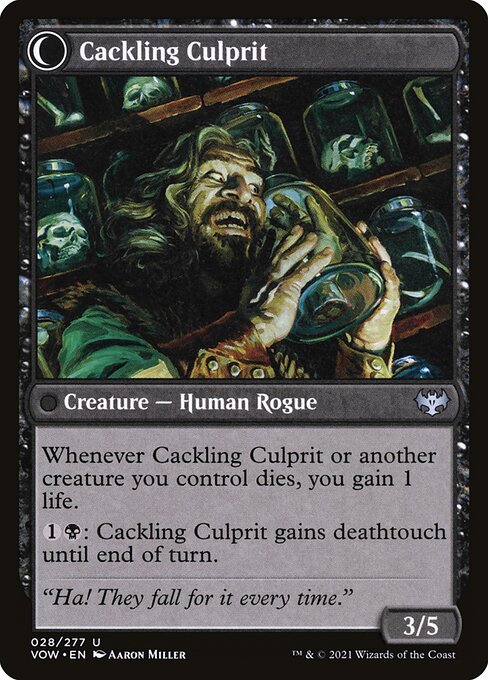 Cackling Culprit
Creature — Human Rogue
Whenever Cackling Culprit or another
creature you control dies, you gain 1
life.
1: Cackling Culprit gains deathtouch
until end of turn.
“Ha! They fall for it every time.”
3/5
028/277 U
VOW • EN Aaron Miller
™ & © 2021 Wizards of the Coast